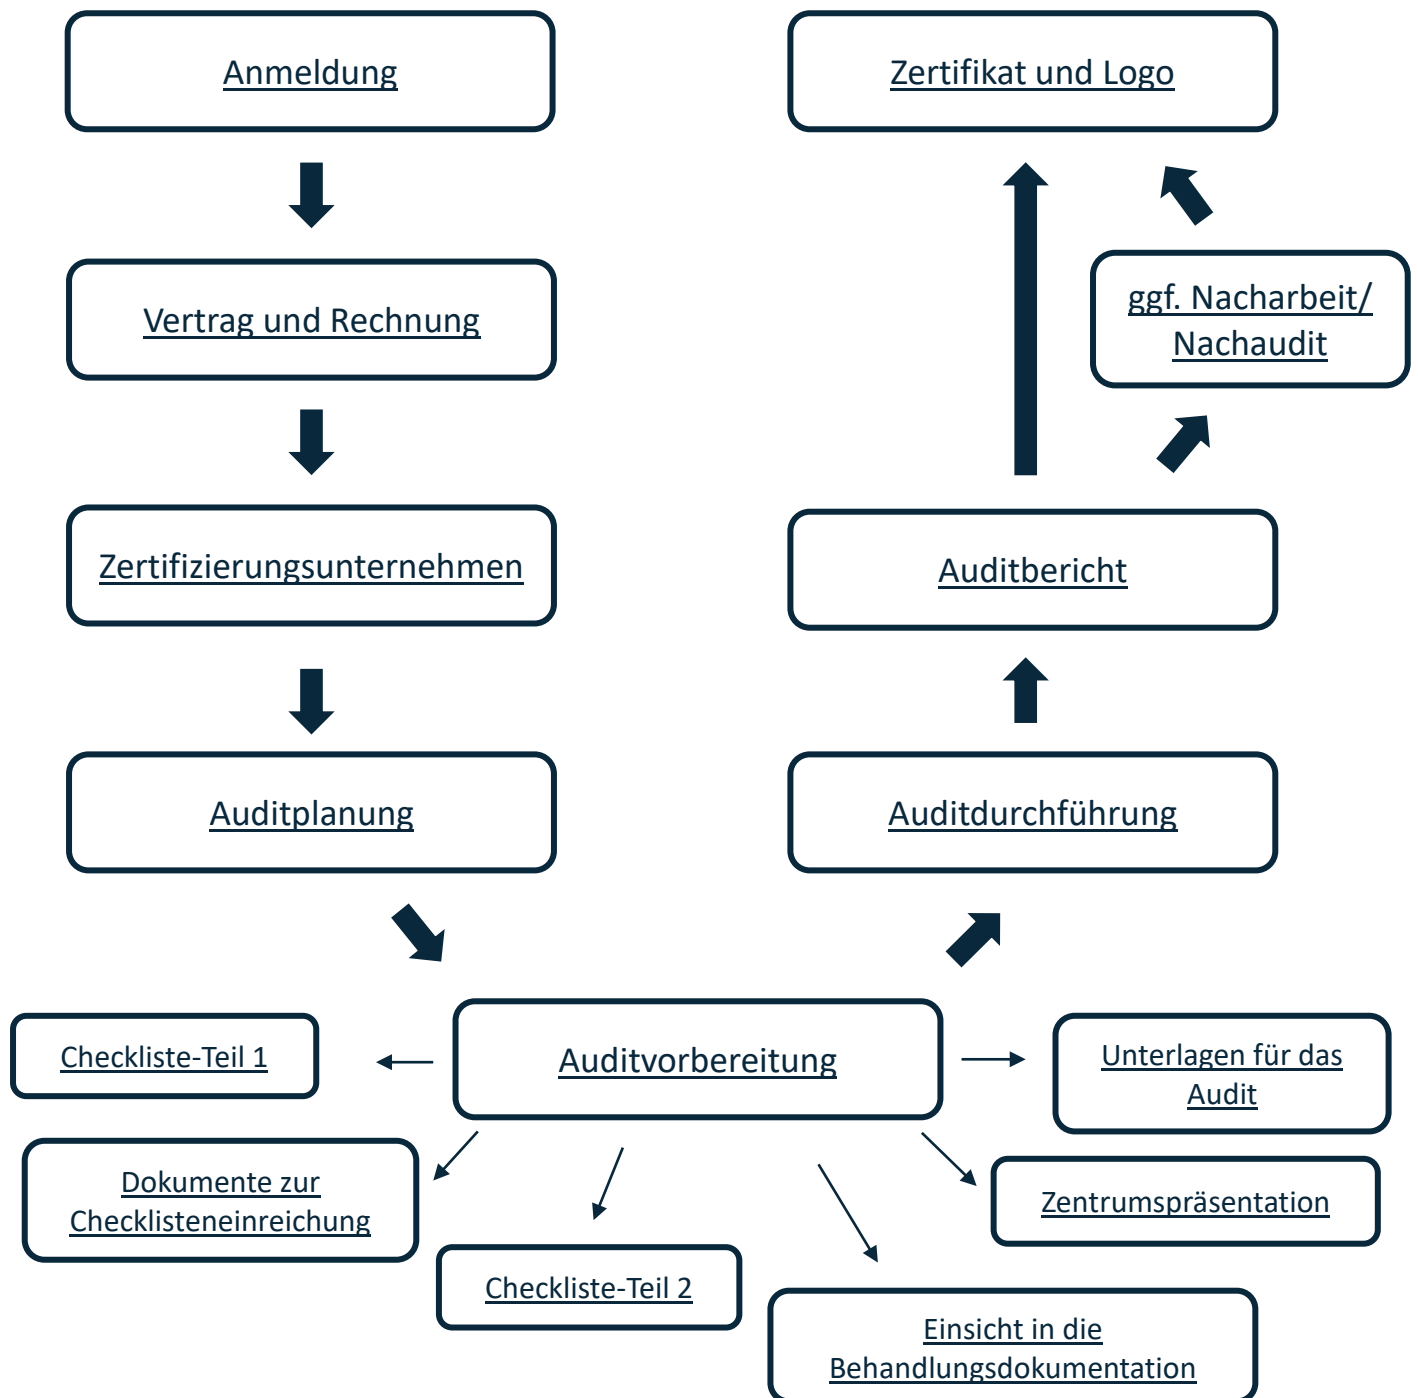 Anmeldung
Vertrag und Rechnung
Zertifizierungsunternehmen
Auditplanung
Auditvorbereitung
Checkliste-Teil 1
Dokumente zur
Checklisteneinreichung
Checkliste-Teil 2
Einsicht in die
Behandlungsdokumentation
Zentrumspräsentation
Unterlagen für das
Audit
Auditdurchführung
Auditbericht
ggf. Nacharbeit/
Nachaudit
Zertifikat und Logo